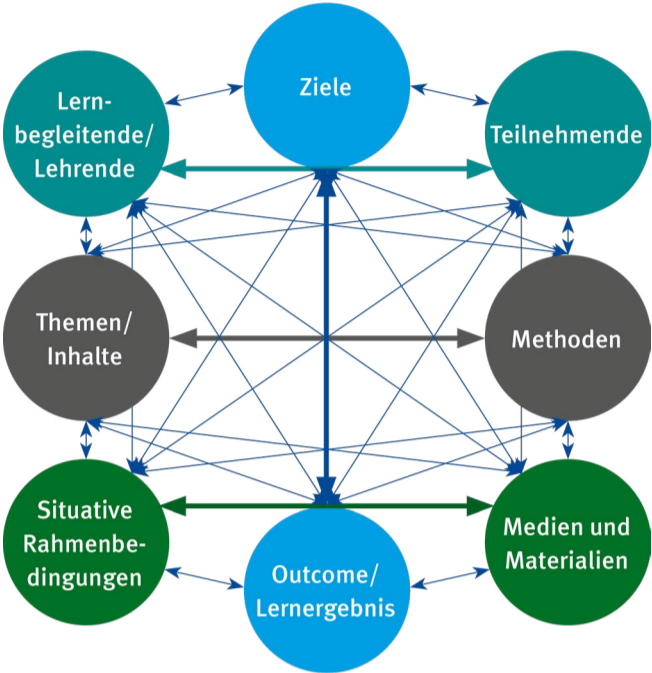 Ziele
Lern-
begleitende/
Lehrende
Teilnehmende
Themen/
Inhalte
Methoden
Situative
Rahmenbe-
dingungen
Medien und
Materialien
Outcome/
Lernergebnis